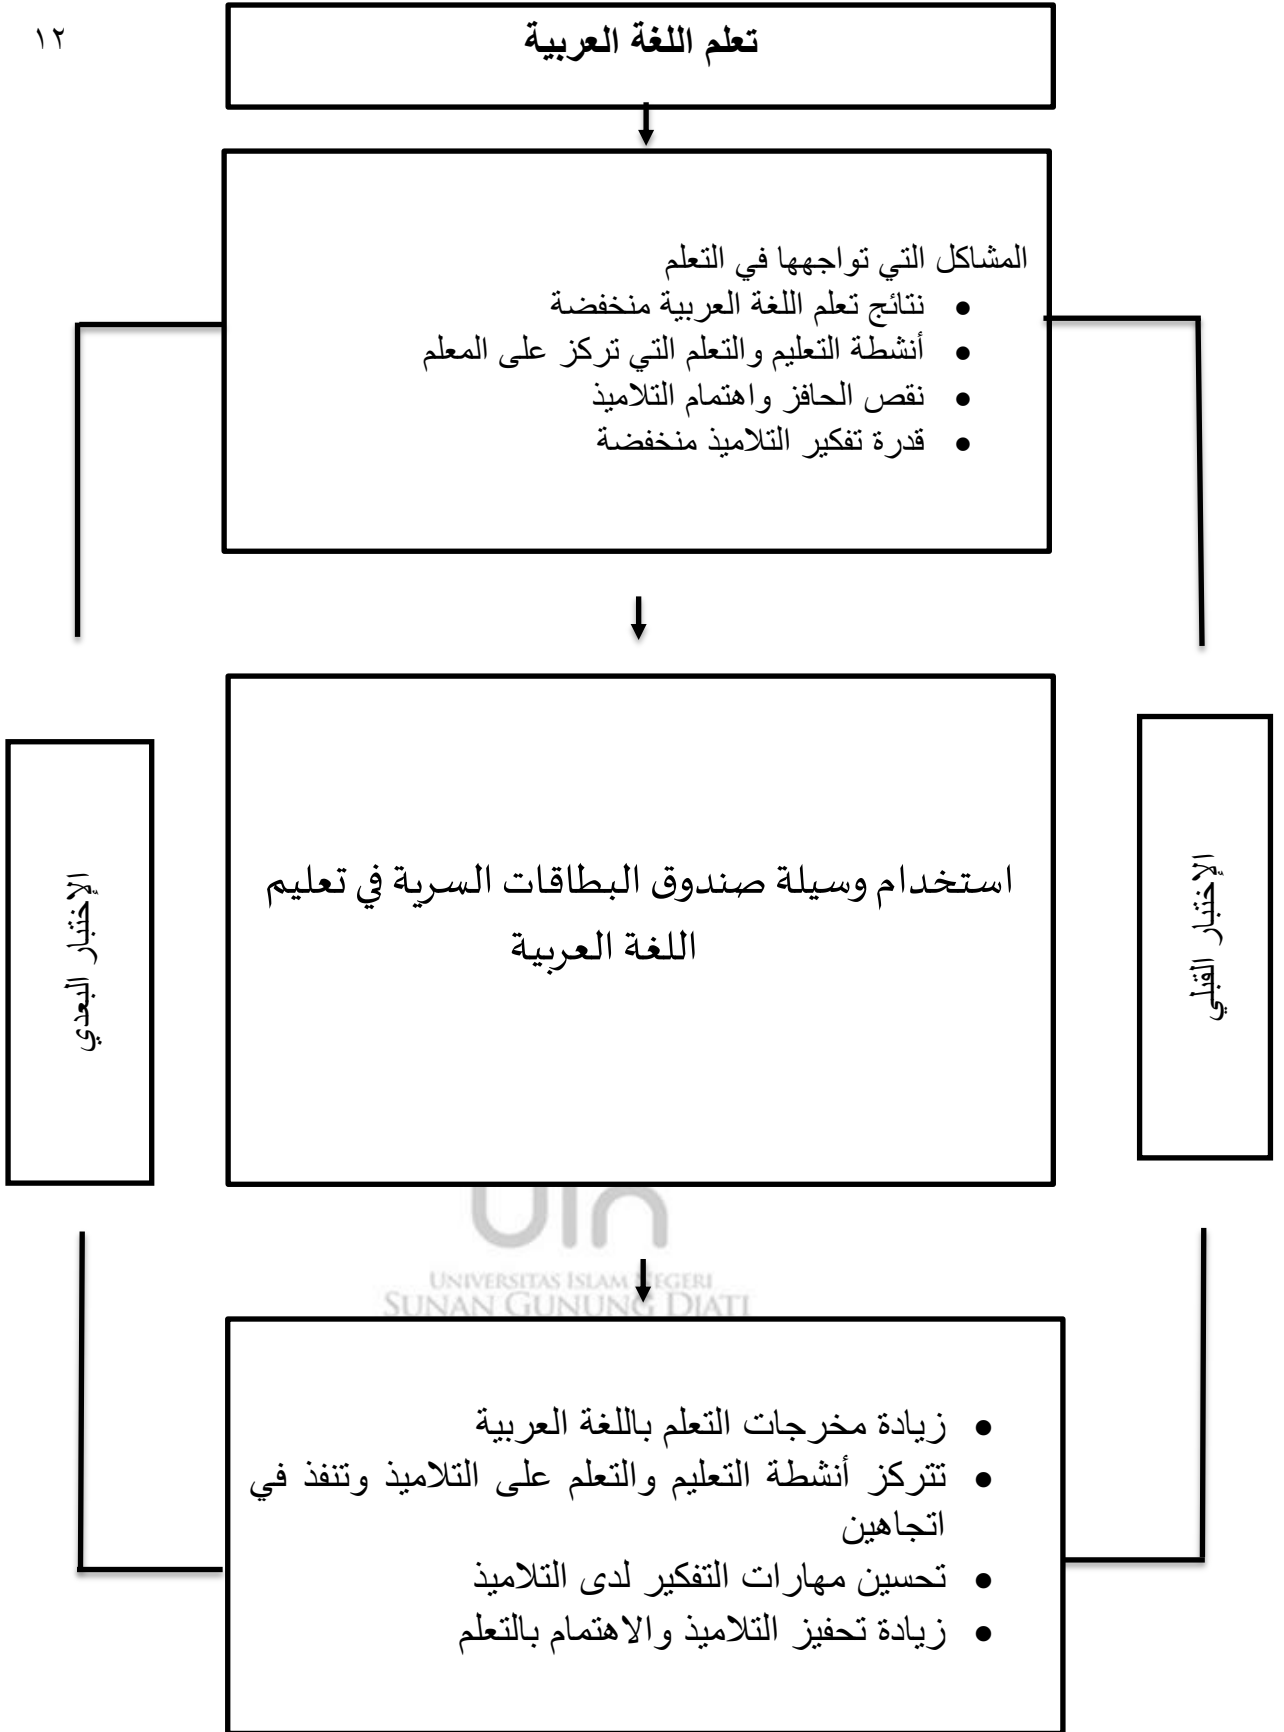 ١٢
تعلم اللغة العربية
المشاكل التي تواجهها في التعلم
● نتائج تعلم اللغة العربية منخفضة
● أنشطة التعليم والتعلم التي تركز على المعلم
● نقص الحافز واهتمام التلاميذ
● قدرة تفكير التلاميذ منخفضة
الإختبار القبلي
استخدام وسيلة صندوق البطاقات السرية في تعليم
اللغة العربية
الإختبار البعدي
uin
UNIVERSITAS ISLAM NEGERI
SUNAN GUNUNG DJATI
● زيادة مخرجات التعلم باللغة العربية
● تتركز أنشطة التعليم والتعلم على التلاميذ وتنفذ في
اتجاهين
● تحسين مهارات التفكير لدى التلاميذ
● زيادة تحفيز التلاميذ والاهتمام بالتعلم